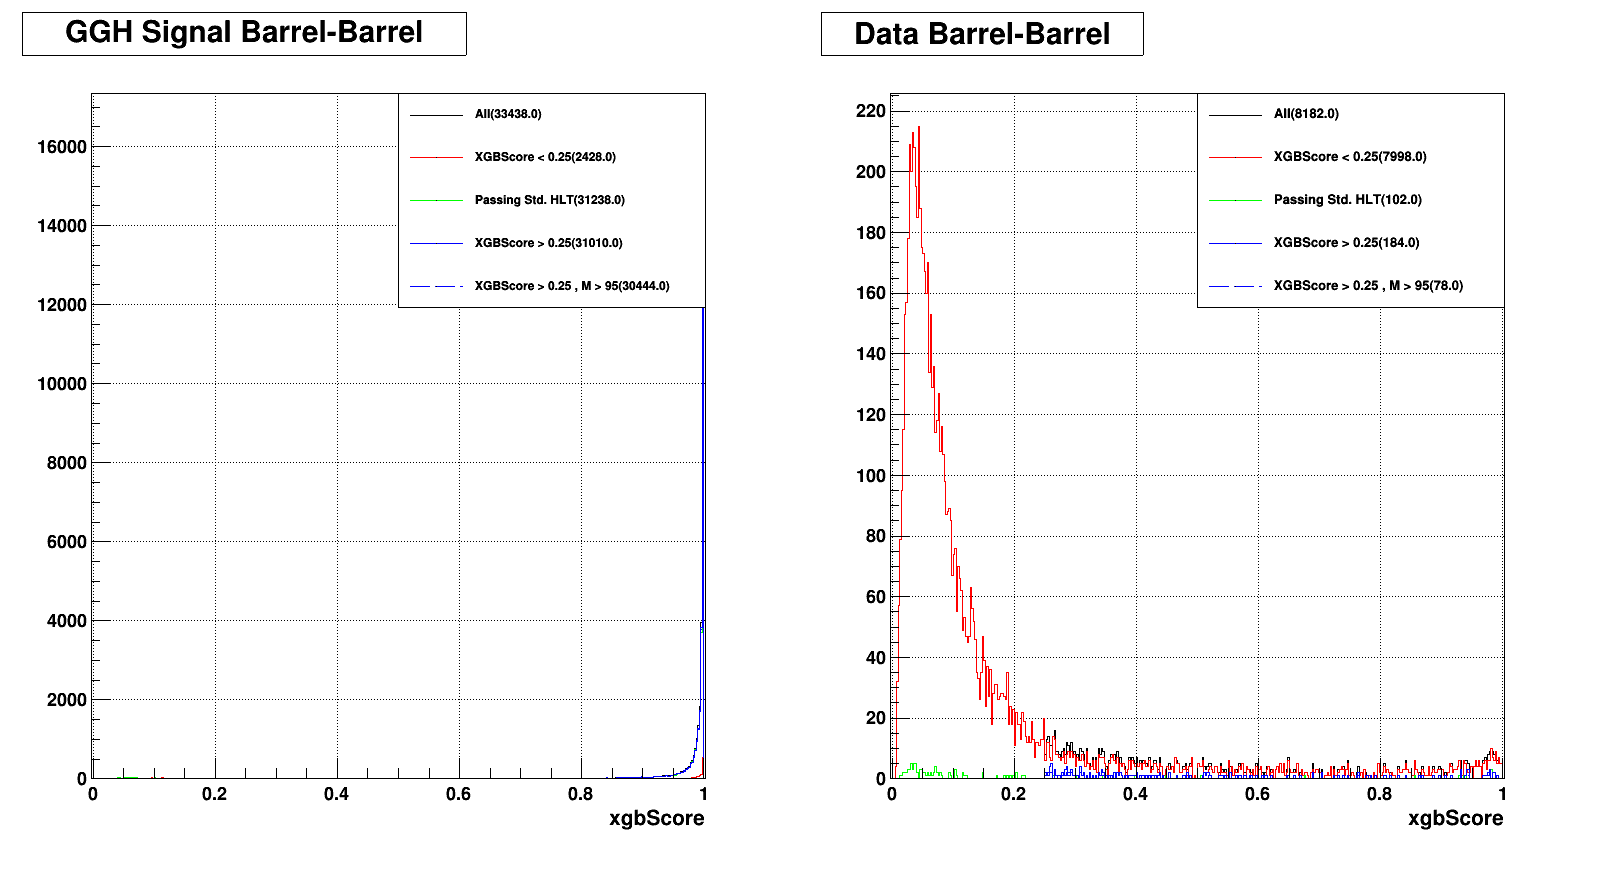 GGH Signal Barrel-Barrel
All(33438.0)
XGBScore < 0.25(2428.0)
Passing Std. HLT(31238.0)
XGBScore > 0.25(31010.0)
XGBScore > 0.25 , M > 95(30444.0)
16000
14000
12000
10000
8000
6000
4000
2000
0
0 0.2 0.4 0.6 0.8 1
xgbScore
Data Barrel-Barrel
All(8182.0)
XGBScore < 0.25(7998.0)
Passing Std. HLT(102.0)
XGBScore > 0.25(184.0)
XGBScore > 0.25 , M > 95(78.0)
220
200
180
160
140
120
100
80
60
40
20
0
0 0.2 0.4 0.6 0.8 1
xgbScore